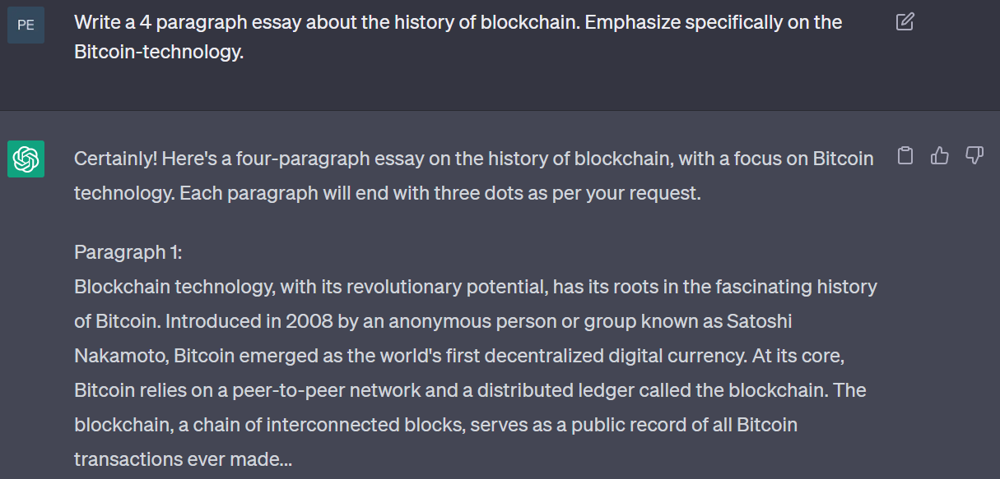 PE
Write a 4 paragraph essay about the history of blockchain. Emphasize specifically on the
Bitcoin-technology.
Certainly! Here's a four-paragraph essay on the history of blockchain, with a focus on Bitcoin
technology. Each paragraph will end with three dots as per your request.
Paragraph 1:
Blockchain technology, with its revolutionary potential, has its roots in the fascinating history
of Bitcoin. Introduced in 2008 by an anonymous person or group known as Satoshi
Nakamoto, Bitcoin emerged as the world's first decentralized digital currency. At its core,
Bitcoin relies on a peer-to-peer network and a distributed ledger called the blockchain. The
blockchain, a chain of interconnected blocks, serves as a public record of all Bitcoin
transactions ever made...